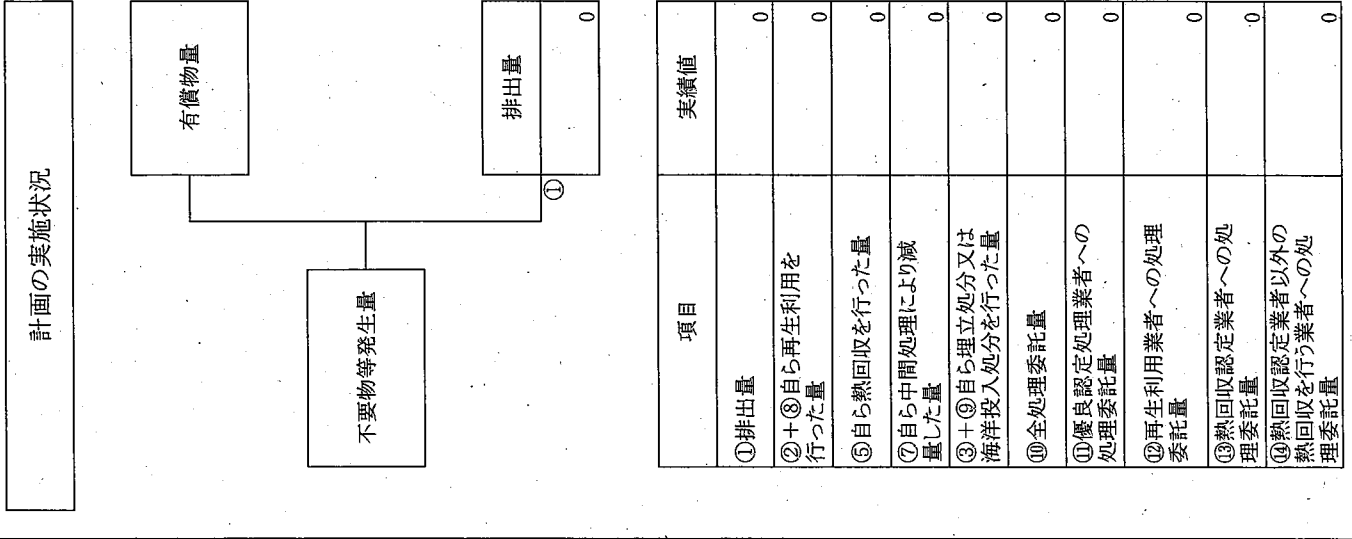 計画の実施状況
有償物量
不要物等発生量
排出量
①
0
項目
実績値
①排出量
0
②+⑧自ら再生利用を
行った量
0
⑤自ら熱回収を行った量
0
⑦自ら中間処理により減
量した量
0
③+⑨自ら埋立処分又は
海洋投入処分を行った量
0
⑩全処理委託量
0
⑪優良認定処理業者への
処理委託量
0
⑫再生利用業者への処理
委託量
0
⑬熱回収認定業者への処
理委託量
0
⑭熱回収認定業者以外の
熱回収を行う業者への処
理委託量
0